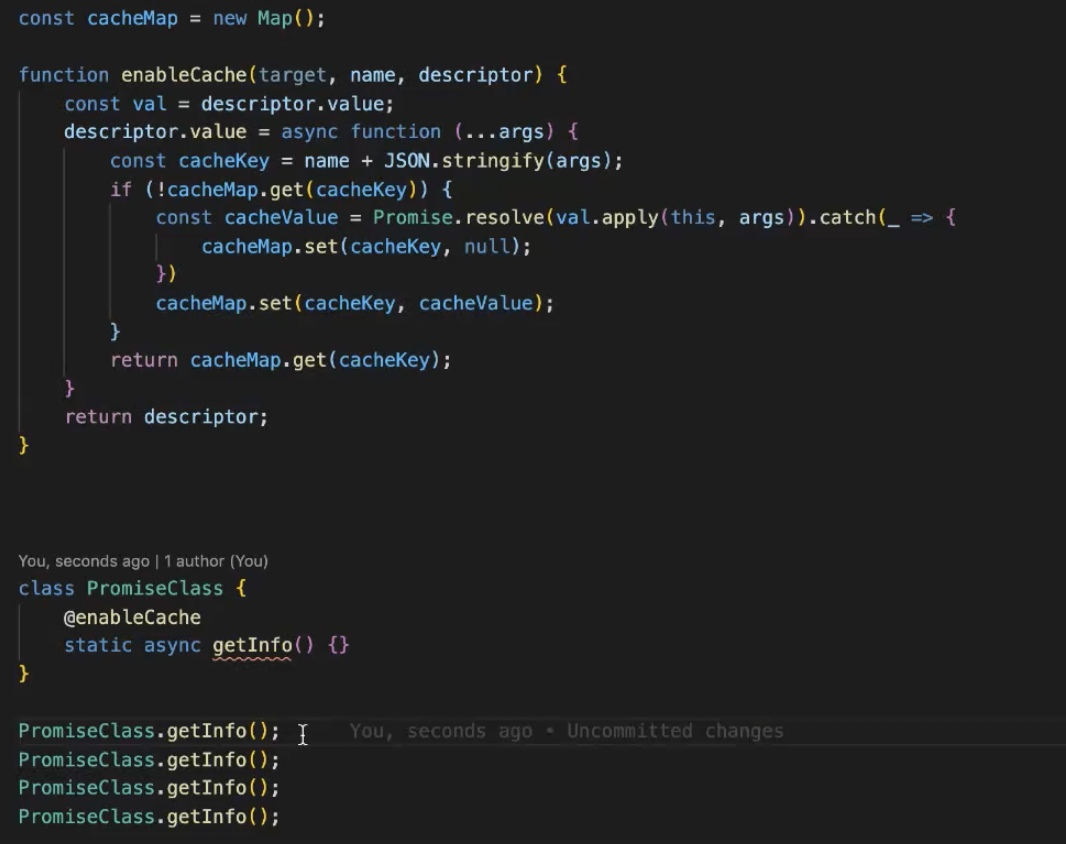 const cacheMap = new Map();
function enableCache(target, name, descriptor) {
const val = descriptor.value;
descriptor.value = async function (...args) {
const cacheKey = name + JSON.stringify(args);
if (!cacheMap.get(cacheKey)) {
const cacheValue = Promise.resolve(val.apply(this, args)).catch(_ => {
cacheMap.set(cacheKey, null);
})
cacheMap.set(cacheKey, cacheValue);
}
return cacheMap.get(cacheKey);
}
return descriptor;
}
You, seconds ago | 1 author (You)
class PromiseClass {
@enableCache
static async getInfo() {}
}
PromiseClass.getInfo(); You, seconds ago • Uncommitted changes
PromiseClass.getInfo();
PromiseClass.getInfo();
PromiseClass.getInfo();